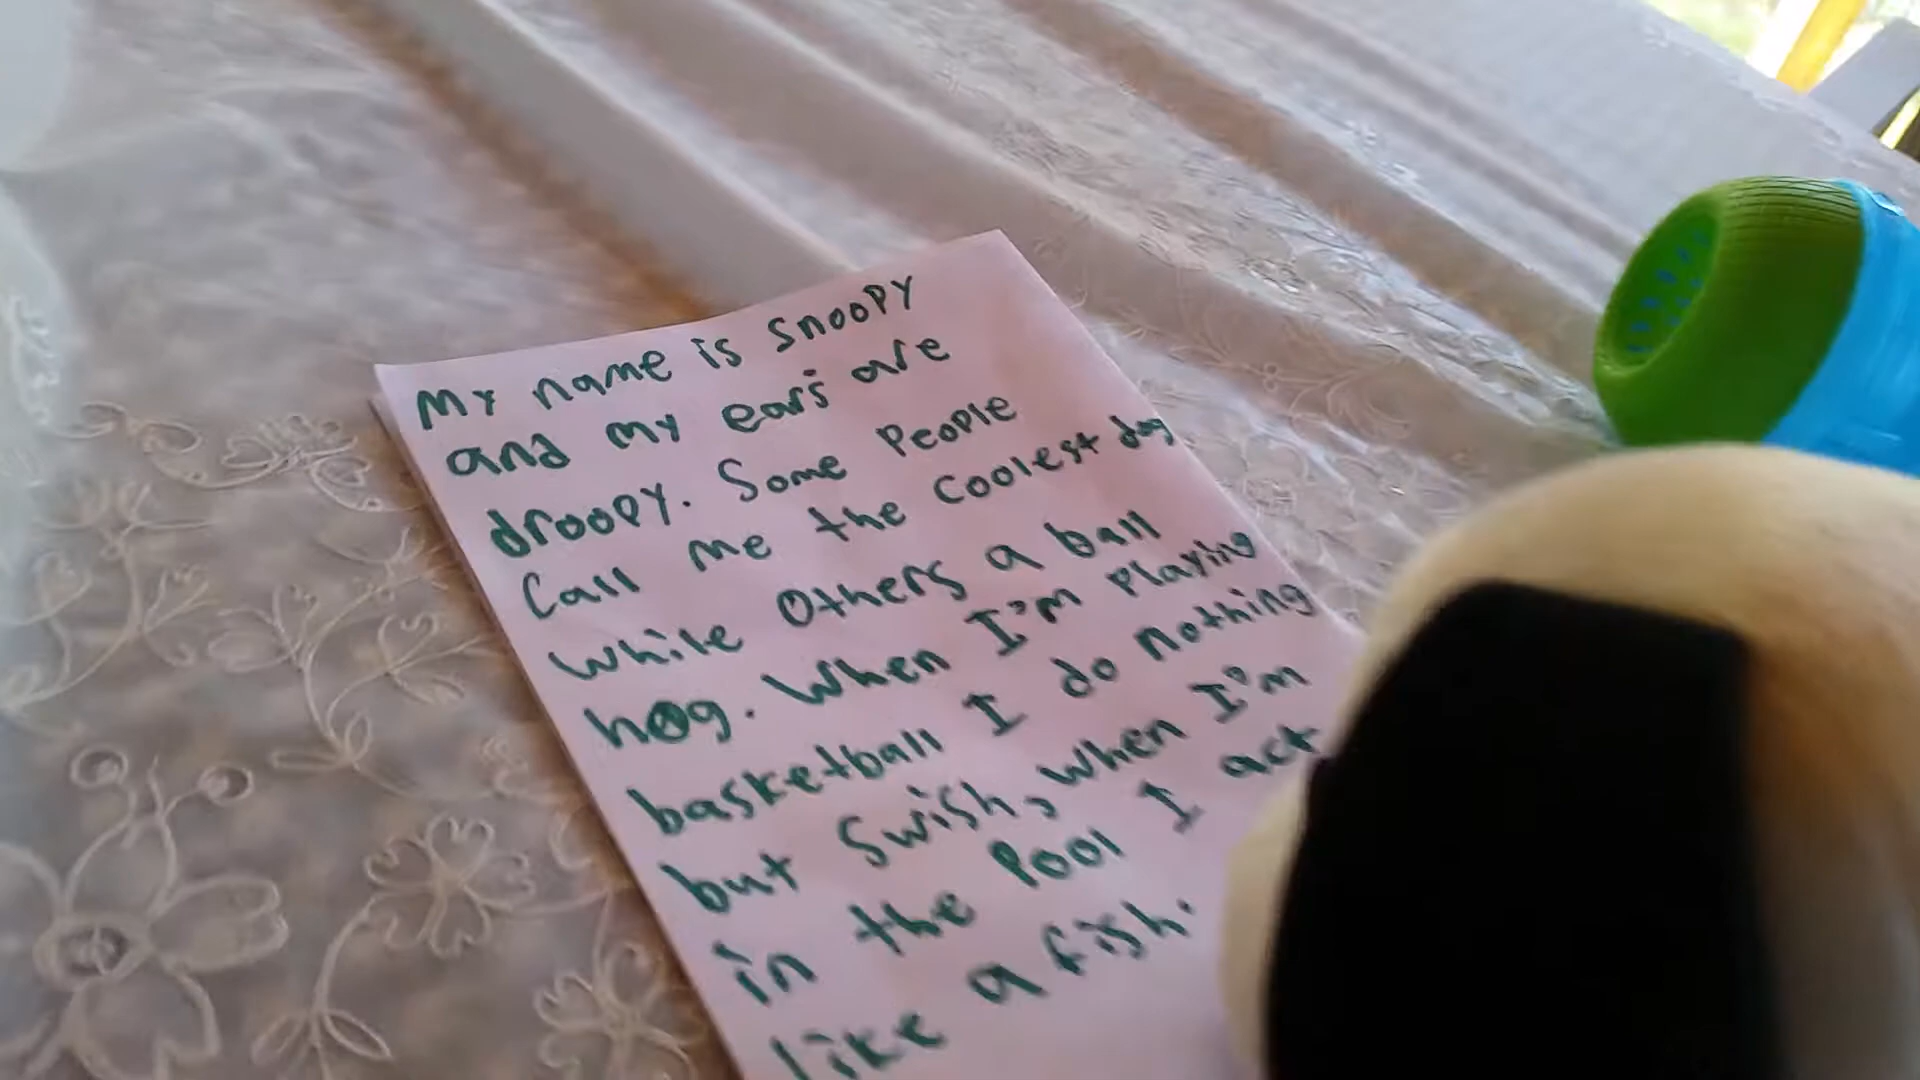 My name is Snoopy
and my ears are
droopy. Some People
Call me the Coolest dog
While Others a ball
hog. When I'm Playing
basketball I do nothing
but Swish, when I'm
in the Pool I act
like a fish.